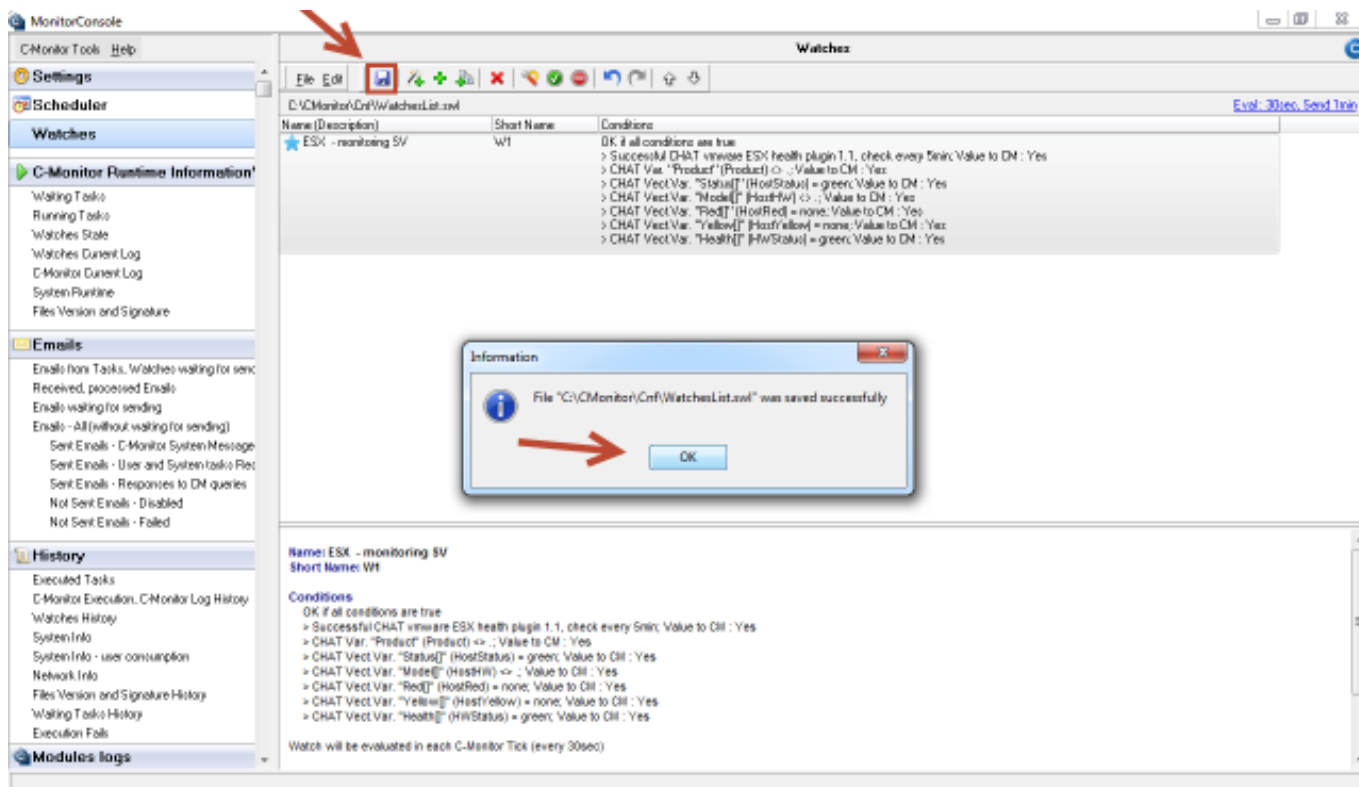 MonitorConsole
C-Monitor Tools Help
Watches
Settings
File Edit
Scheduler
C:\CMonitor\Cnf\WatchesList.swl
Eval: 30sec, Send 1min
Watches
Name (Description) Short Name Conditions
ESX - monitoring SV W1 OK if all conditions are true
> Successful CHAT vmware ESX health plugin 1.1, check every 5min; Value to CM : Yes
> CHAT Var. "Product" (Product) <> .; Value to CM : Yes
> CHAT Vect.Var. "Status[]" (HostStatus) = green; Value to CM : Yes
> CHAT Vect.Var. "Model[]" (HostHW) <> .; Value to CM : Yes
> CHAT Vect.Var. "Red[]" (HostRed) = none; Value to CM : Yes
> CHAT Vect.Var. "Yellow[]" (HostYellow) = none; Value to CM : Yes
> CHAT Vect.Var. "Health[]" (HWStatus) = green; Value to CM : Yes
C-Monitor Runtime Information
Waiting Tasks
Running Tasks
Watches State
Watches Current Log
C-Monitor Current Log
System Runtime
Files Version and Signature
Emails
Emails from Tasks, Watches waiting for send
Received, processed Emails
Emails waiting for sending
Emails - All (without waiting for sending)
Sent Emails - C-Monitor System Message
Sent Emails - User and System tasks Res
Sent Emails - Responses to CM queries
Not Sent Emails - Disabled
Not Sent Emails - Failed
Information
File "C:\CMonitor\Cnf\WatchesList.swl" was saved successfully
OK
History
Executed Tasks
C-Monitor Execution, C-Monitor Log History
Watches History
System Info
System Info - user consumption
Network Info
Files Version and Signature History
Waiting Tasks History
Execution Fails
Modules logs
Name: ESX - monitoring SV
Short Name: W1
Conditions
OK if all conditions are true
> Successful CHAT vmware ESX health plugin 1.1, check every 5min; Value to CM : Yes
> CHAT Var. "Product" (Product) <> .; Value to CM : Yes
> CHAT Vect.Var. "Status[]" (HostStatus) = green; Value to CM : Yes
> CHAT Vect.Var. "Model[]" (HostHW) <> .; Value to CM : Yes
> CHAT Vect.Var. "Red[]" (HostRed) = none; Value to CM : Yes
> CHAT Vect.Var. "Yellow[]" (HostYellow) = none; Value to CM : Yes
> CHAT Vect.Var. "Health[]" (HWStatus) = green; Value to CM : Yes
Watch will be evaluated in each C-Monitor Tick (every 30sec)